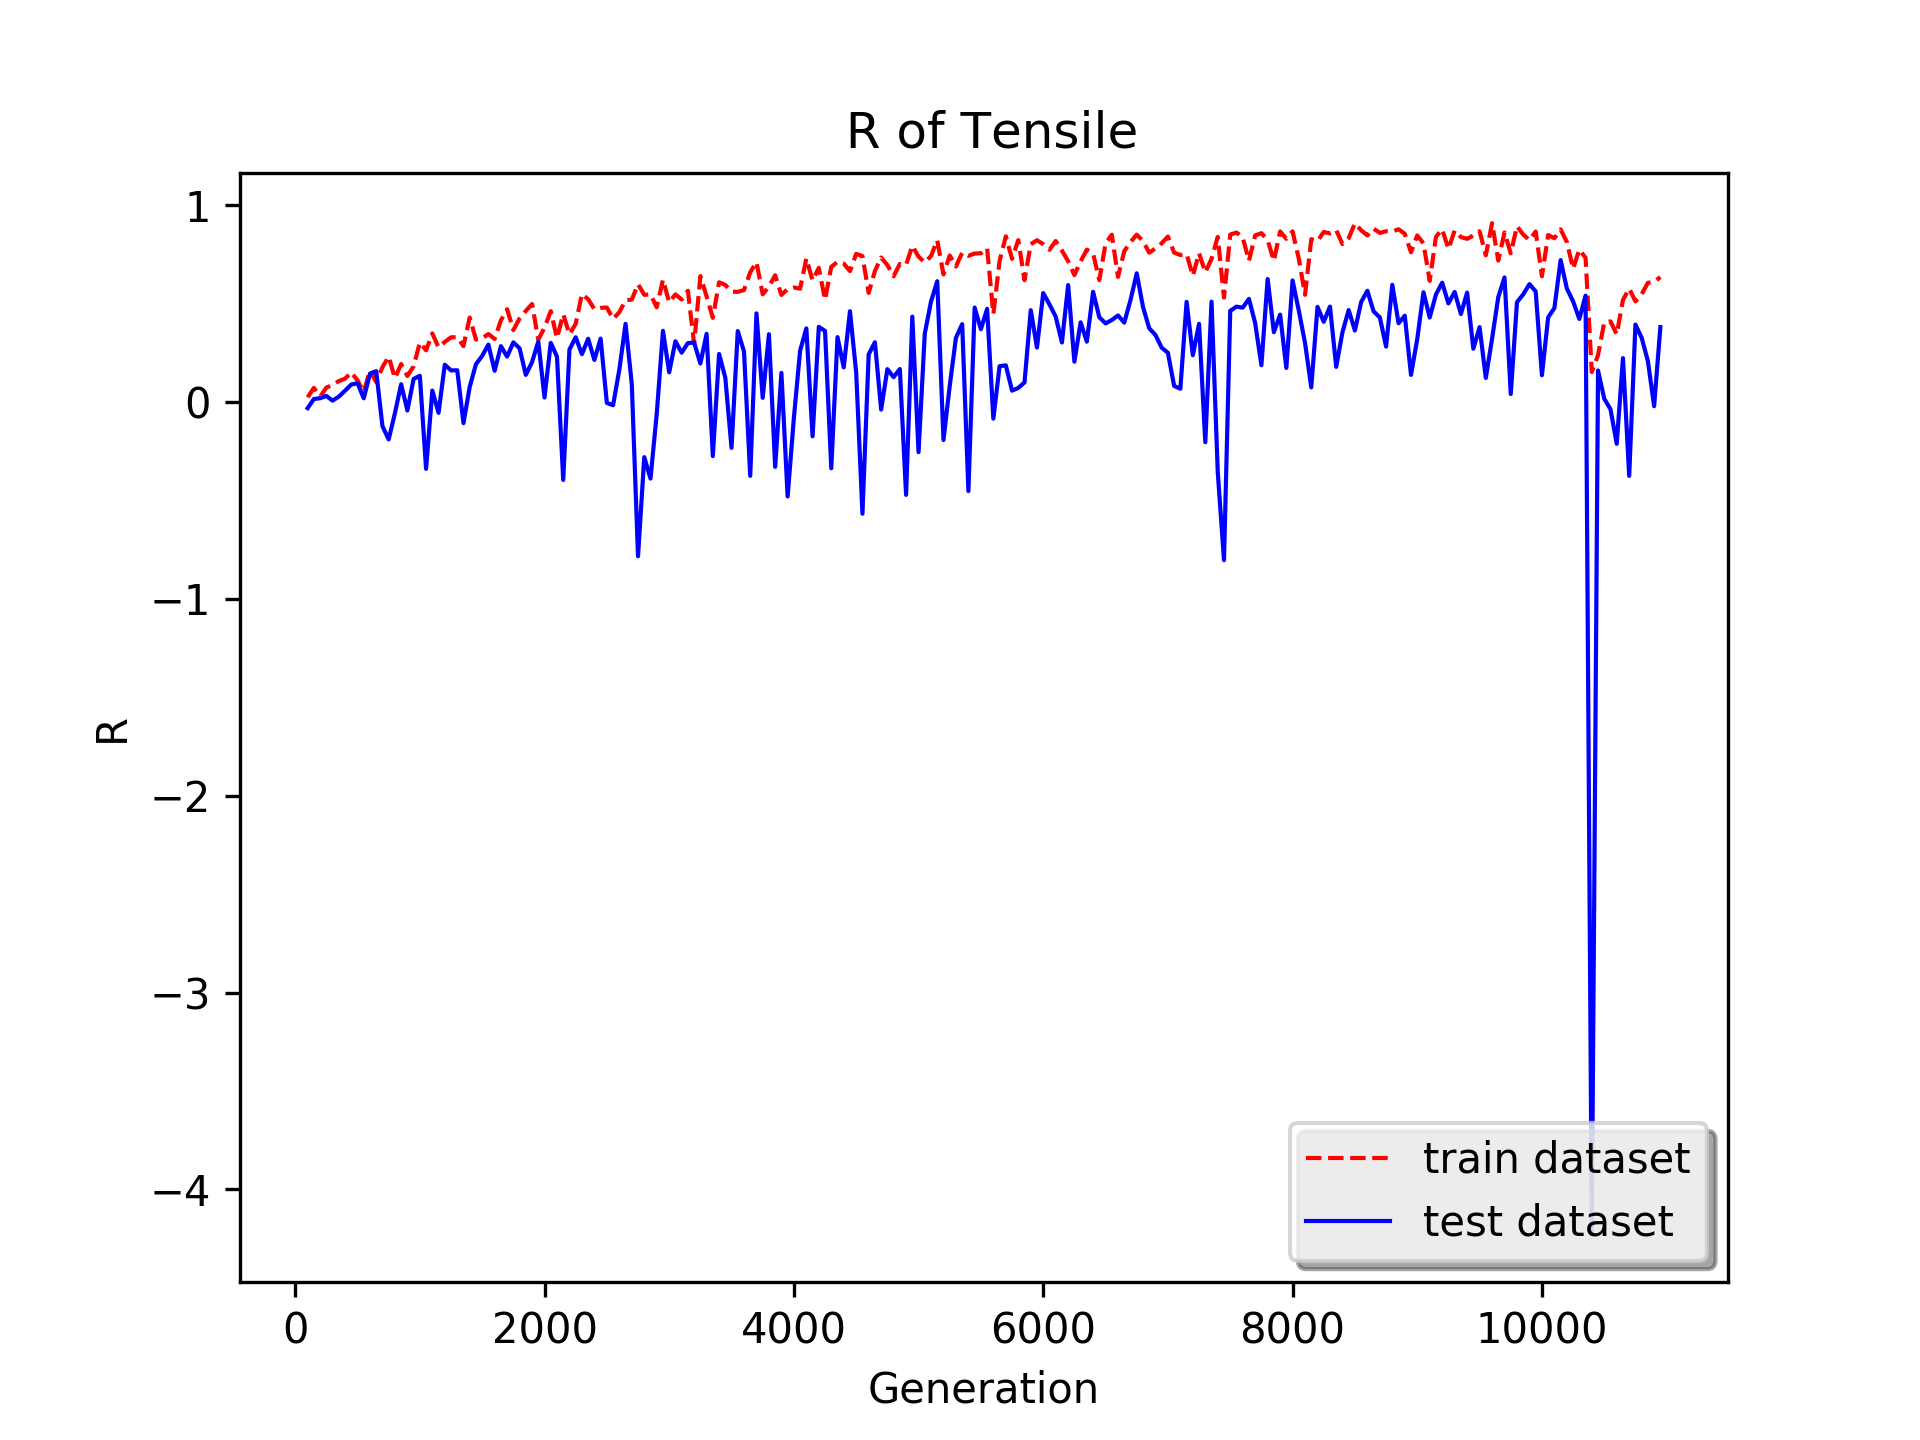 R of Tensile
1
0
−1
−2
−3
−4
R
train dataset
test dataset
0 2000 4000 6000 8000 10000
Generation